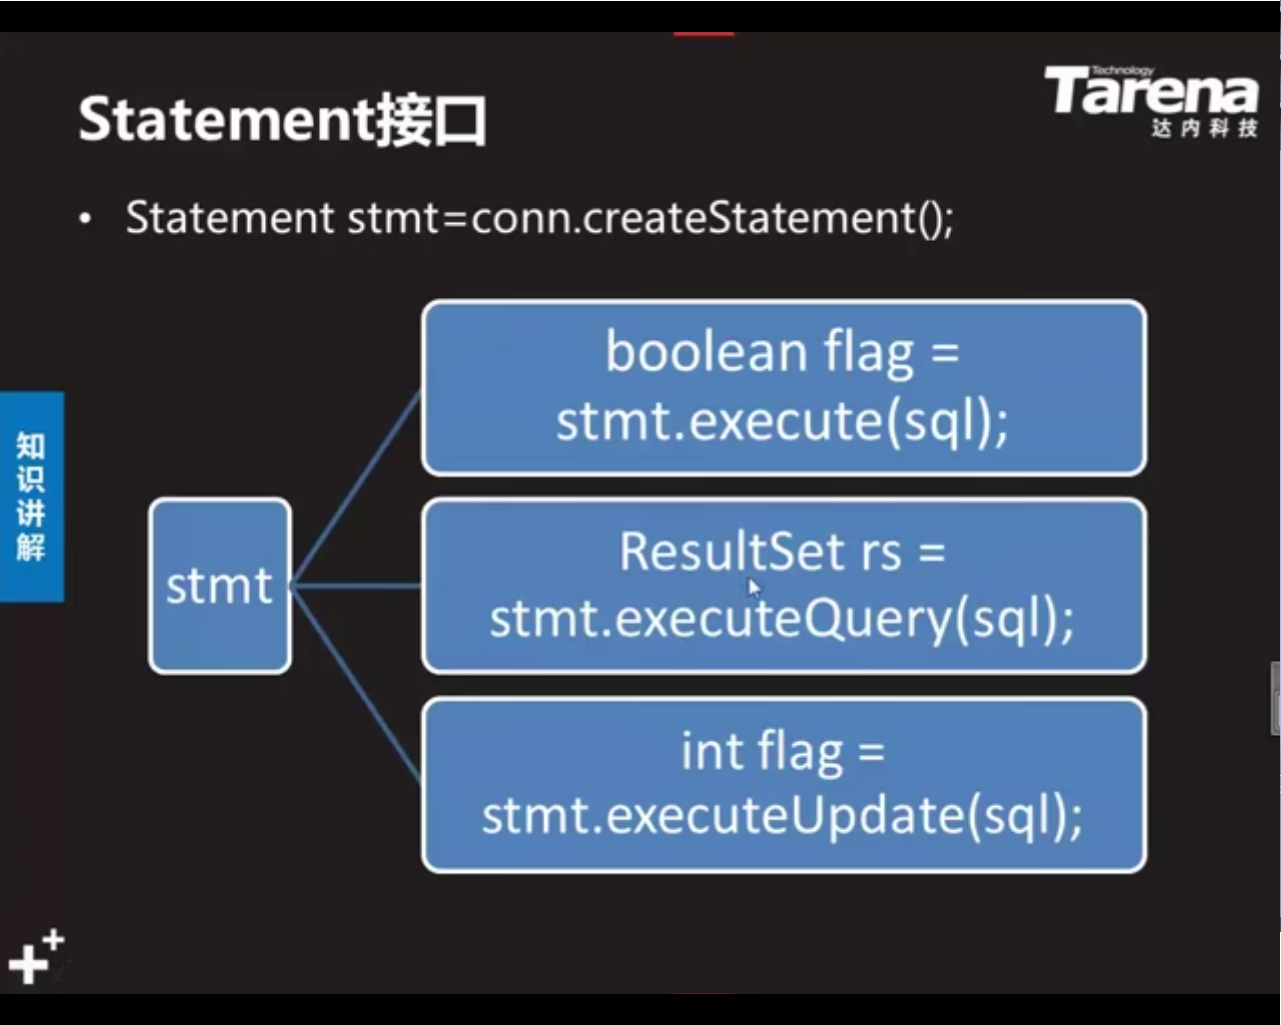 Technology
Tarena
达内科技
Statement接口
• Statement stmt=conn.createStatement();
boolean flag =
stmt.execute(sql);
知识讲解
stmt
ResultSet rs =
stmt.executeQuery(sql);
int flag =
stmt.executeUpdate(sql);